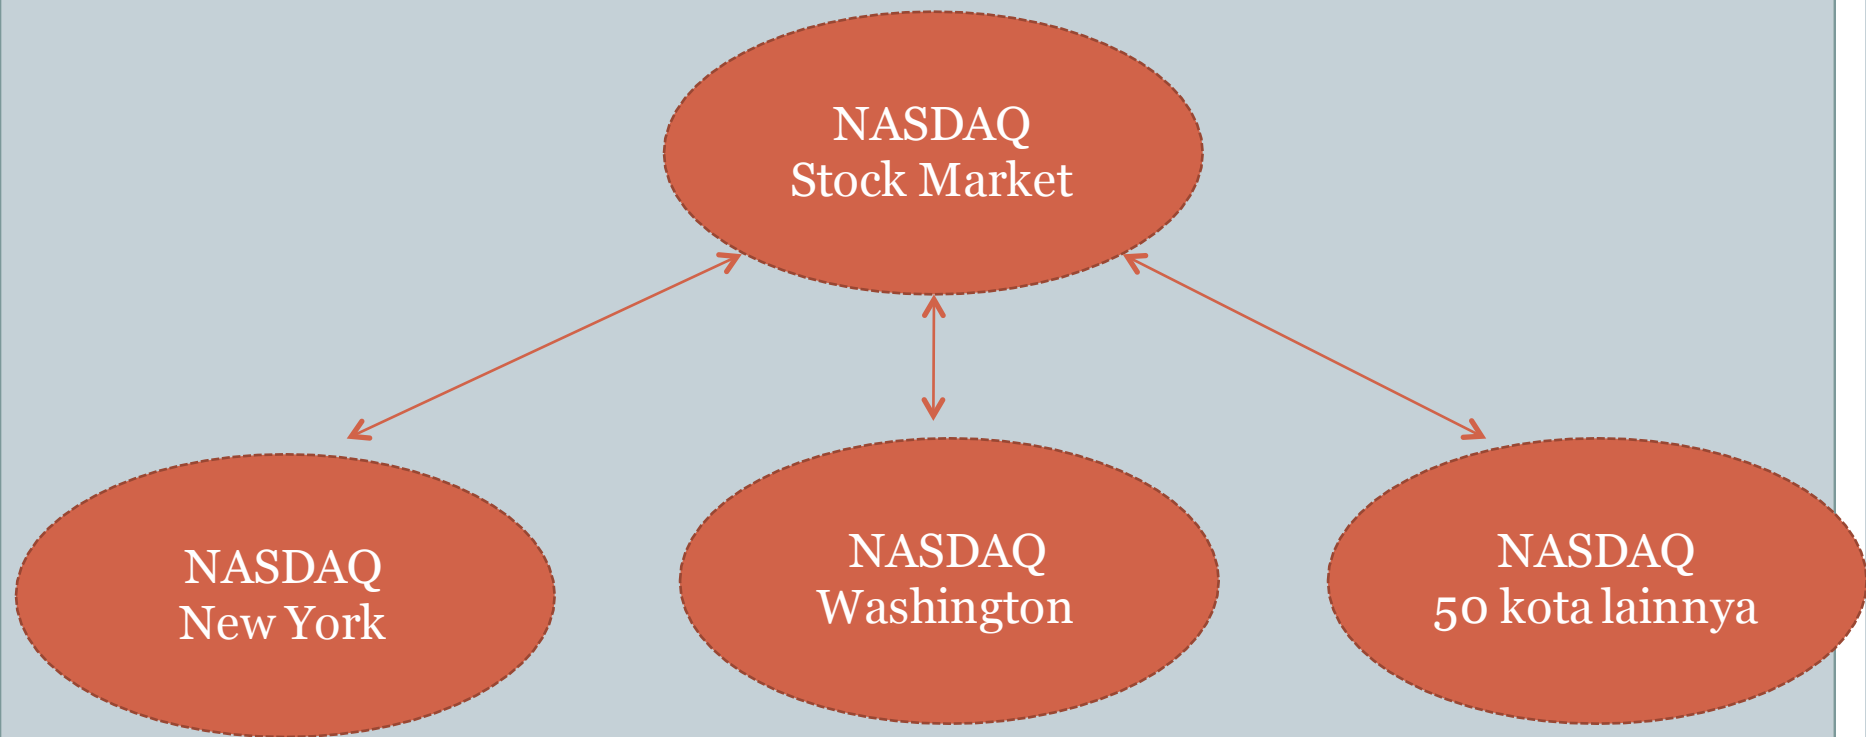 NASDAQ
Stock Market
NASDAQ
New York
NASDAQ
Washington
NASDAQ
50 kota lainnya